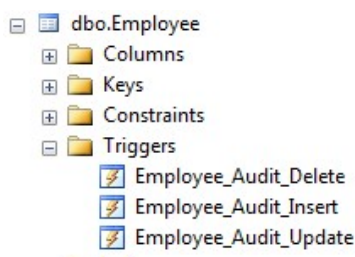 dbo.Employee
Columns
Keys
Constraints
Triggers
Employee_Audit_Delete
Employee_Audit_Insert
Employee_Audit_Update